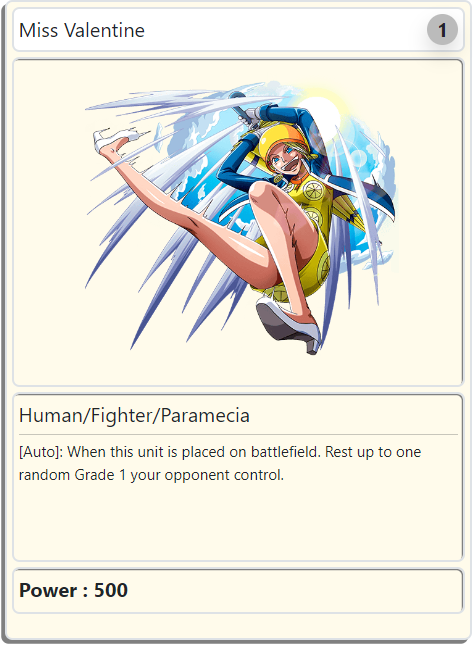 Miss Valentine 1
Human/Fighter/Paramecia
[Auto]: When this unit is placed on battlefield. Rest up to one
random Grade 1 your opponent control.
Power : 500